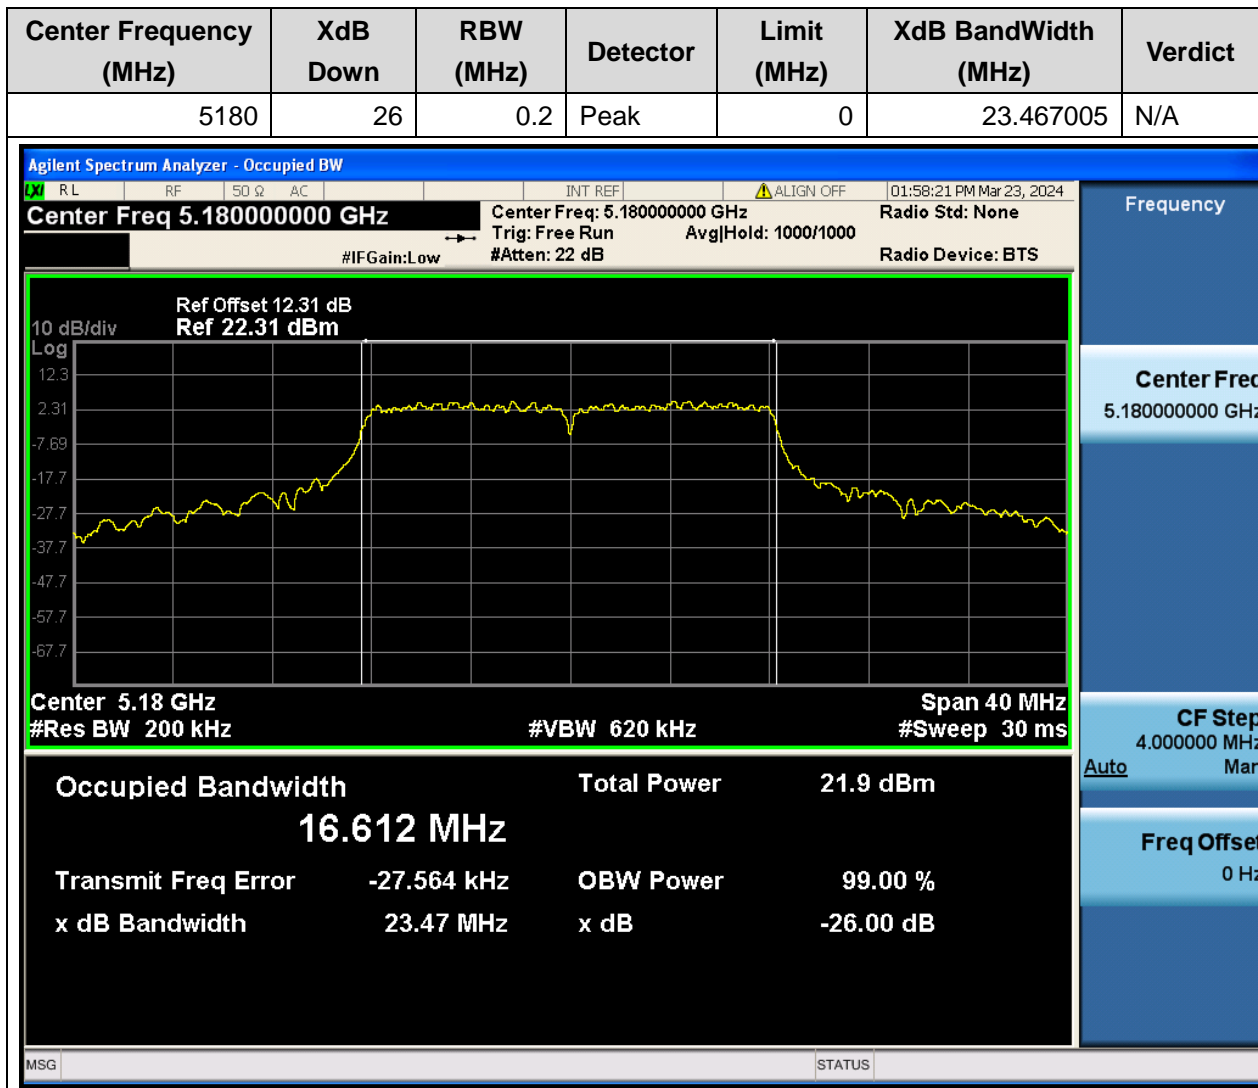 Center Frequency (MHz) XdB Down RBW (MHz) Detector Limit (MHz) XdB BandWidth (MHz) Verdict
5180 26 0.2 Peak 0 23.467005 N/A
Agilent Spectrum Analyzer - Occupied BW
LXI RL RF 50 Ω AC INT REF ALIGN OFF 01:58:21 PM Mar 23, 2024
Center Freq 5.180000000 GHz
#IFGain:Low
Center Freq: 5.180000000 GHz
Trig: Free Run Avg|Hold: 1000/1000
#Atten: 22 dB
Radio Std: None
Radio Device: BTS
Frequency
Ref Offset 12.31 dB
10 dB/div Ref 22.31 dBm
Log
12.3
2.31
-7.69
-17.7
-27.7
-37.7
-47.7
-57.7
-67.7
Center 5.18 GHz Span 40 MHz
#Res BW 200 kHz #VBW 620 kHz #Sweep 30 ms
Center Freq
5.180000000 GHz
CF Step
4.000000 MHz
Auto Man
Freq Offset
0 Hz
Occupied Bandwidth Total Power 21.9 dBm
16.612 MHz
Transmit Freq Error -27.564 kHz OBW Power 99.00 %
x dB Bandwidth 23.47 MHz x dB -26.00 dB
MSG STATUS